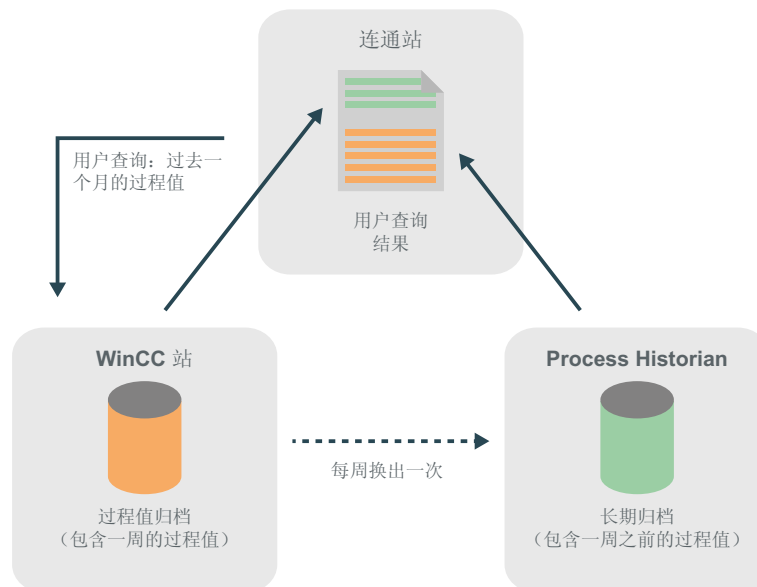 连通站
用户查询：过去一
个月的过程值
用户查询
结果
WinCC 站
Process Historian
每周换出一次
过程值归档
（包含一周的过程值）
长期归档
（包含一周之前的过程值）